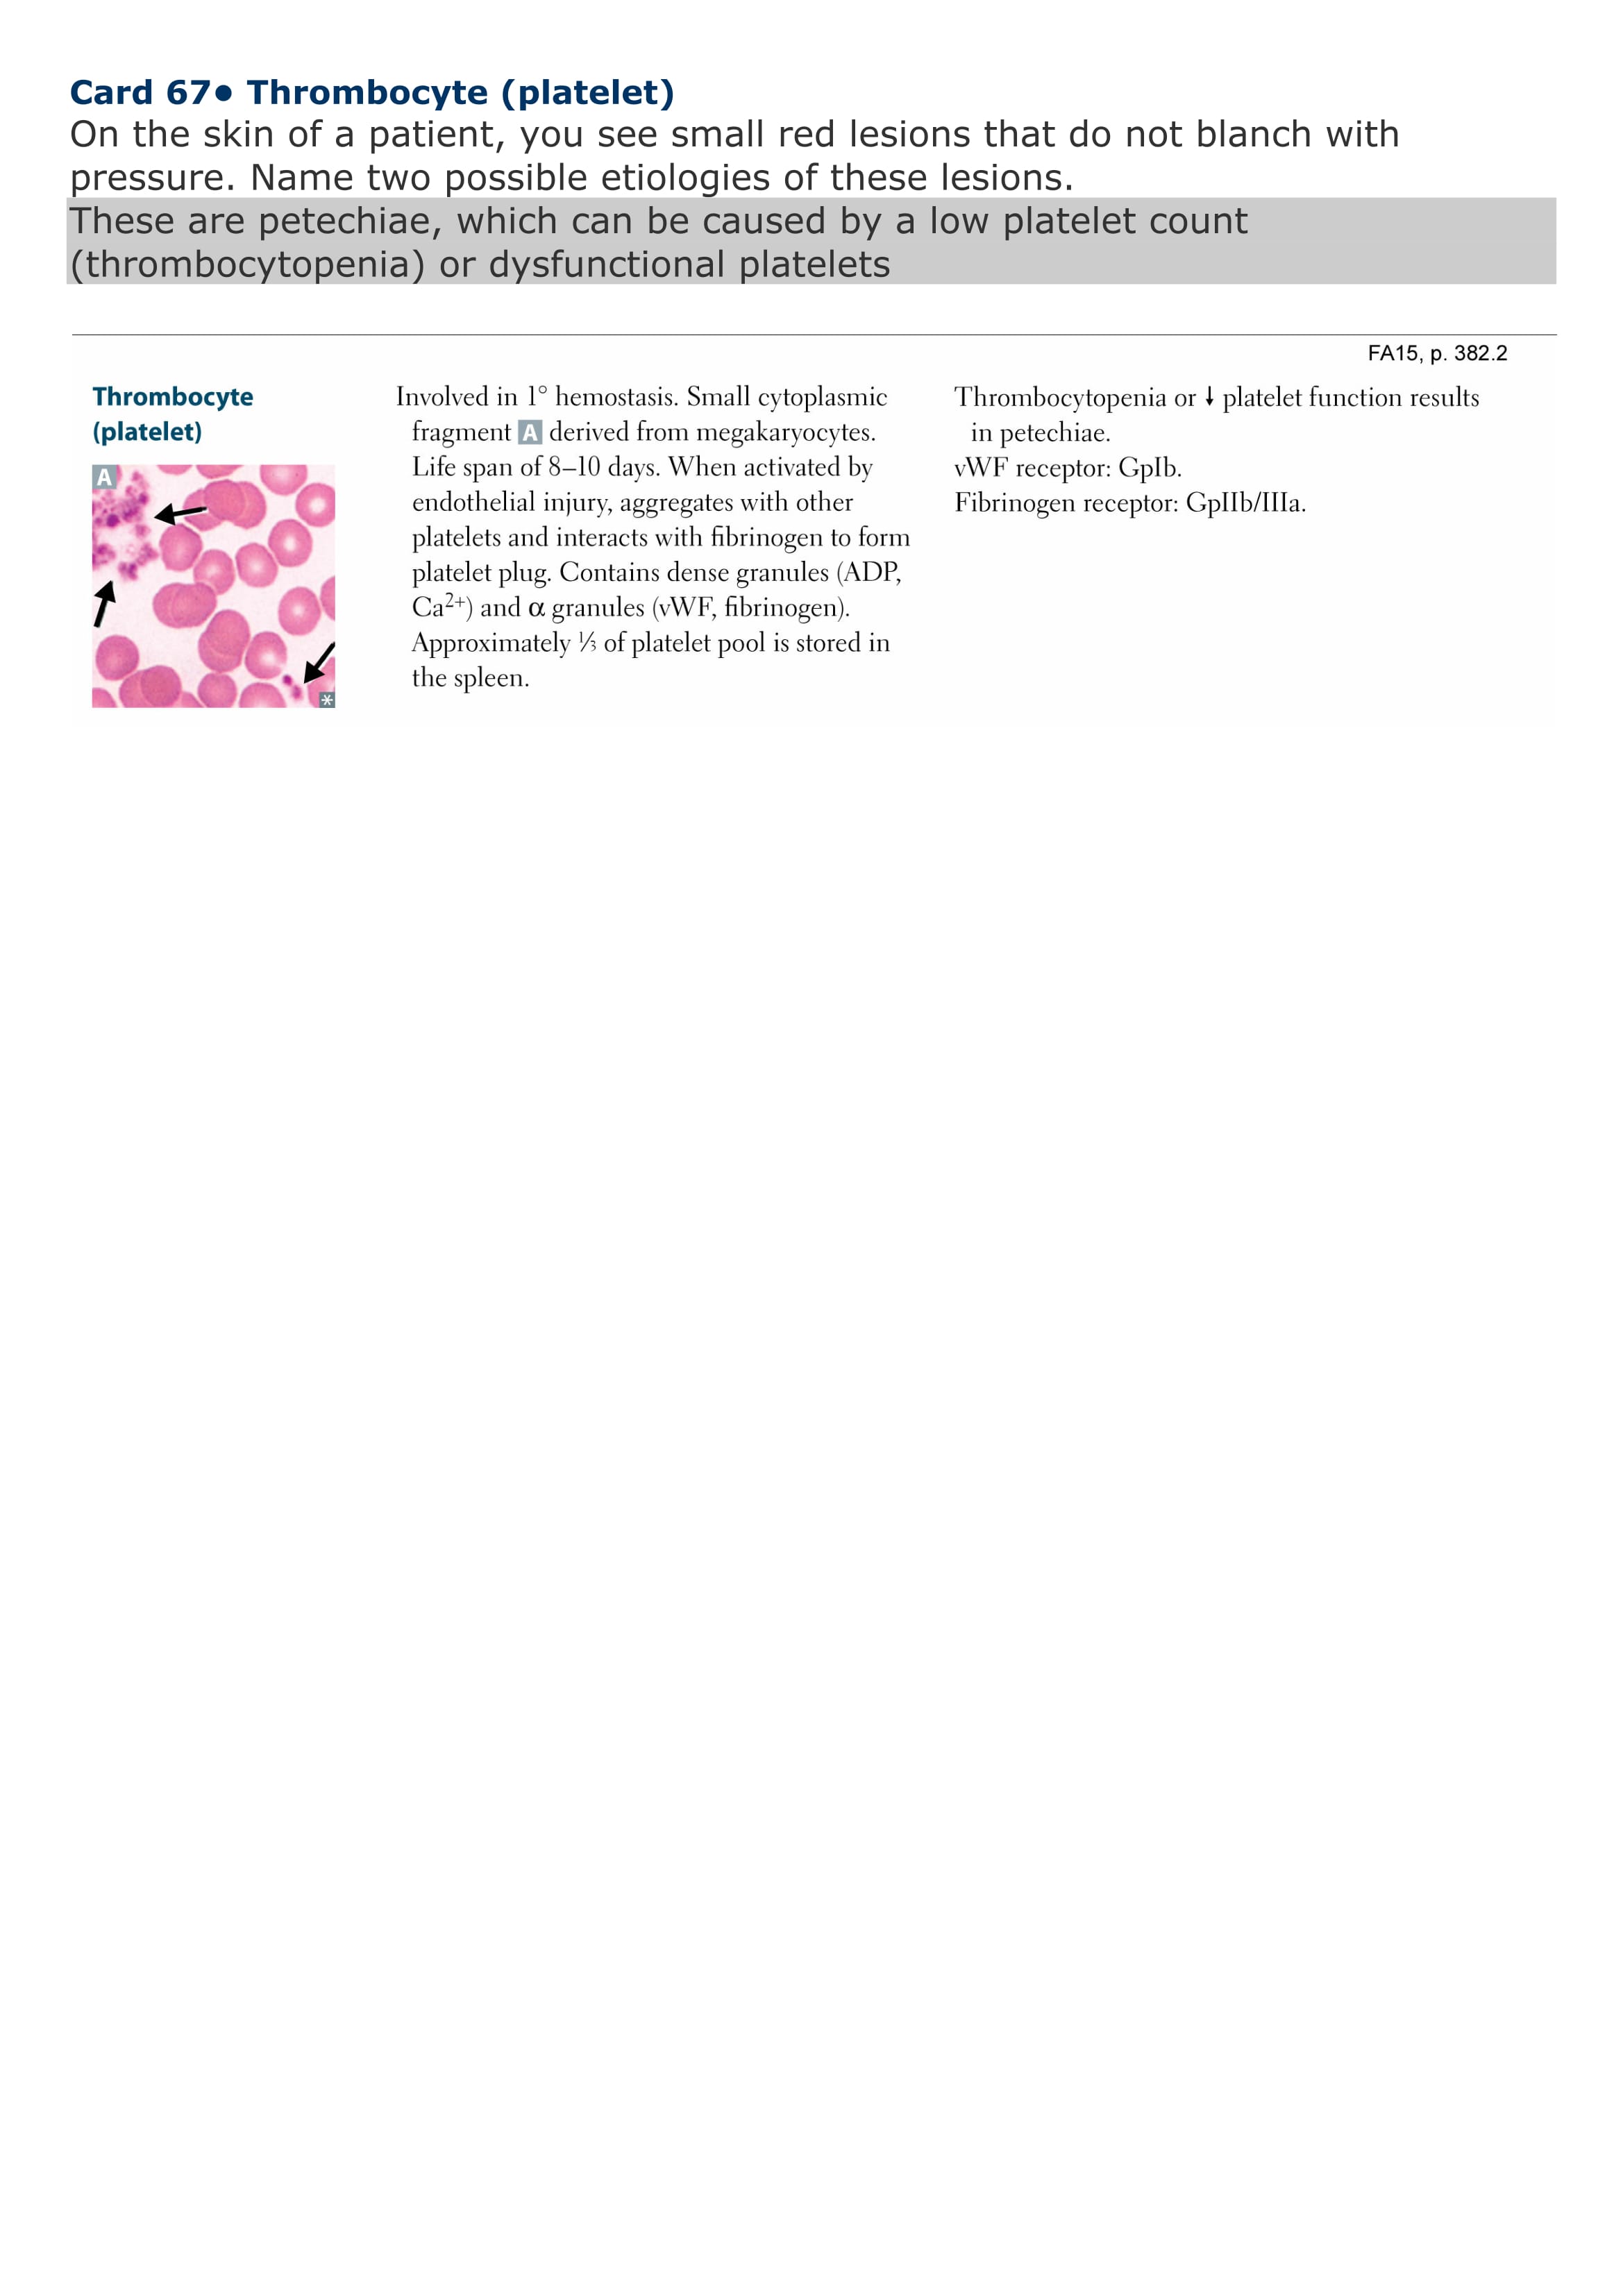 Card 67• Thrombocyte (platelet)
On the skin of a patient, you see small red lesions that do not blanch with
pressure. Name two possible etiologies of these lesions.
These are petechiae, which can be caused by a low platelet count
(thrombocytopenia) or dysfunctional platelets
FA15, p. 382.2
Thrombocyte
(platelet)
A
*
Involved in 1° hemostasis. Small cytoplasmic
fragment A derived from megakaryocytes.
Life span of 8–10 days. When activated by
endothelial injury, aggregates with other
platelets and interacts with fibrinogen to form
platelet plug. Contains dense granules (ADP,
Ca²⁺) and α granules (vWF, fibrinogen).
Approximately ⅓ of platelet pool is stored in
the spleen.
Thrombocytopenia or ↓ platelet function results
in petechiae.
vWF receptor: GpIb.
Fibrinogen receptor: GpIIb/IIIa.